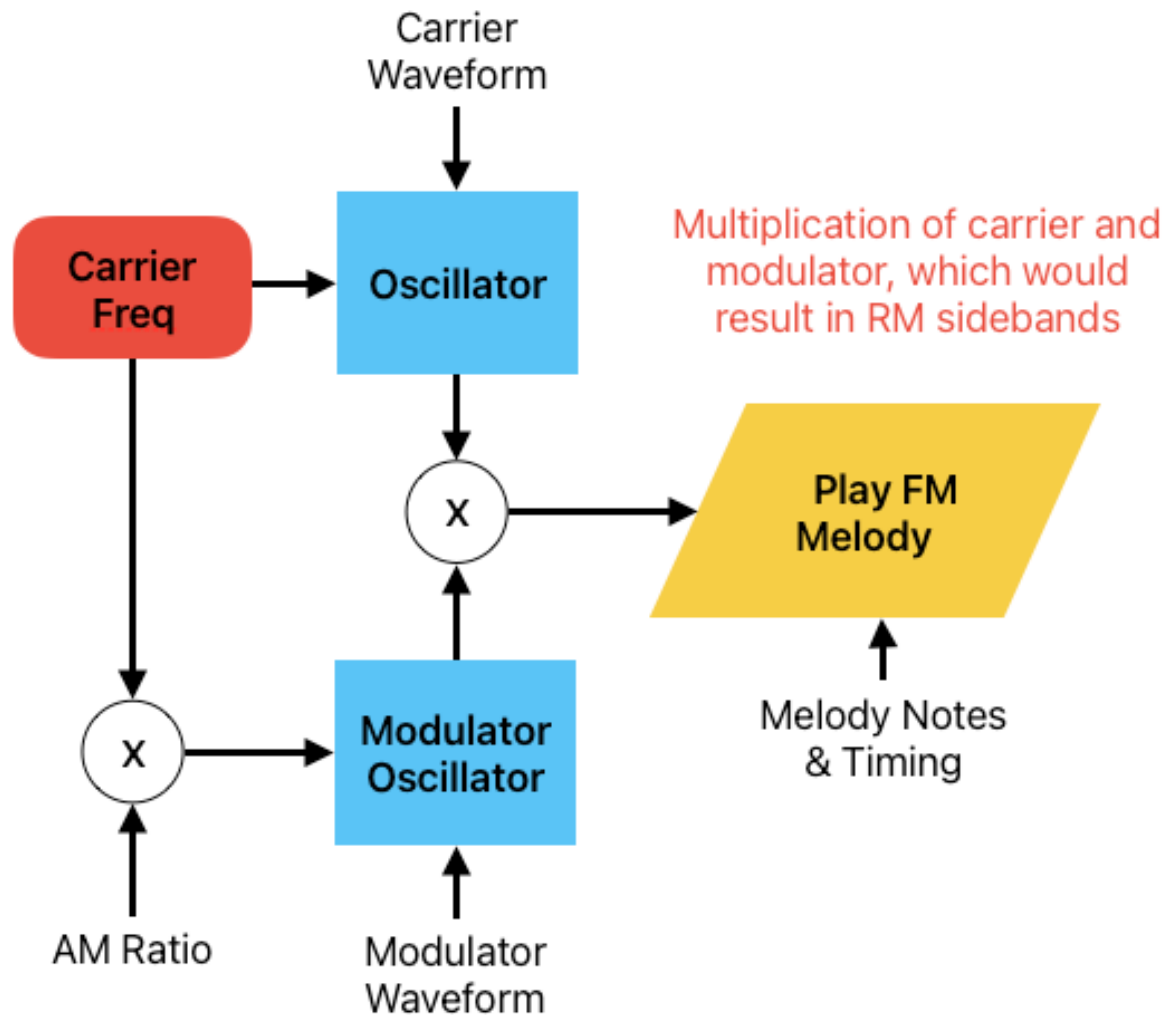 Carrier
Waveform
Carrier
Freq
Oscillator
Multiplication of carrier and
modulator, which would
result in RM sidebands
x
Play FM
Melody
x
Modulator
Oscillator
Melody Notes
& Timing
AM Ratio
Modulator
Waveform